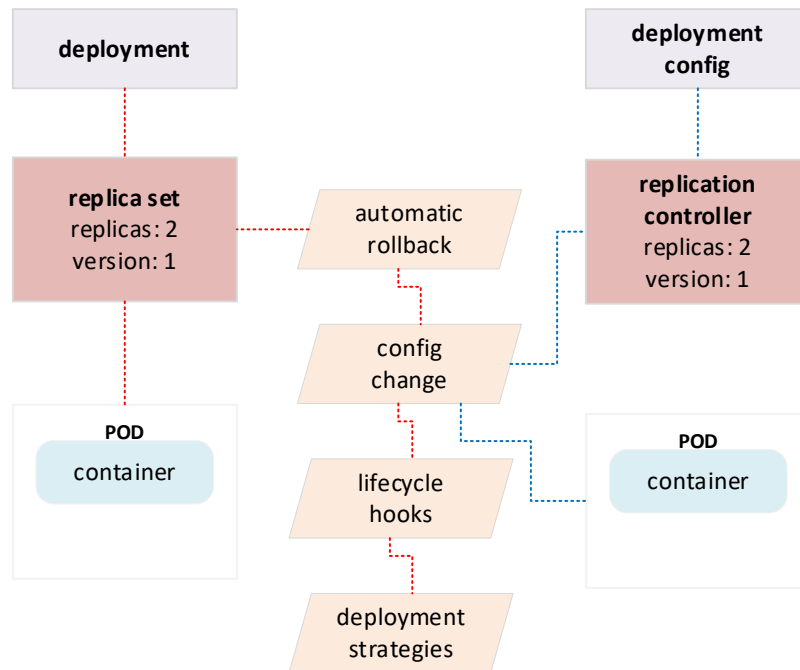 deployment
deployment
config
replica set
replicas: 2
version: 1
automatic
rollback
replication
controller
replicas: 2
version: 1
config
change
POD
container
POD
container
lifecycle
hooks
deployment
strategies